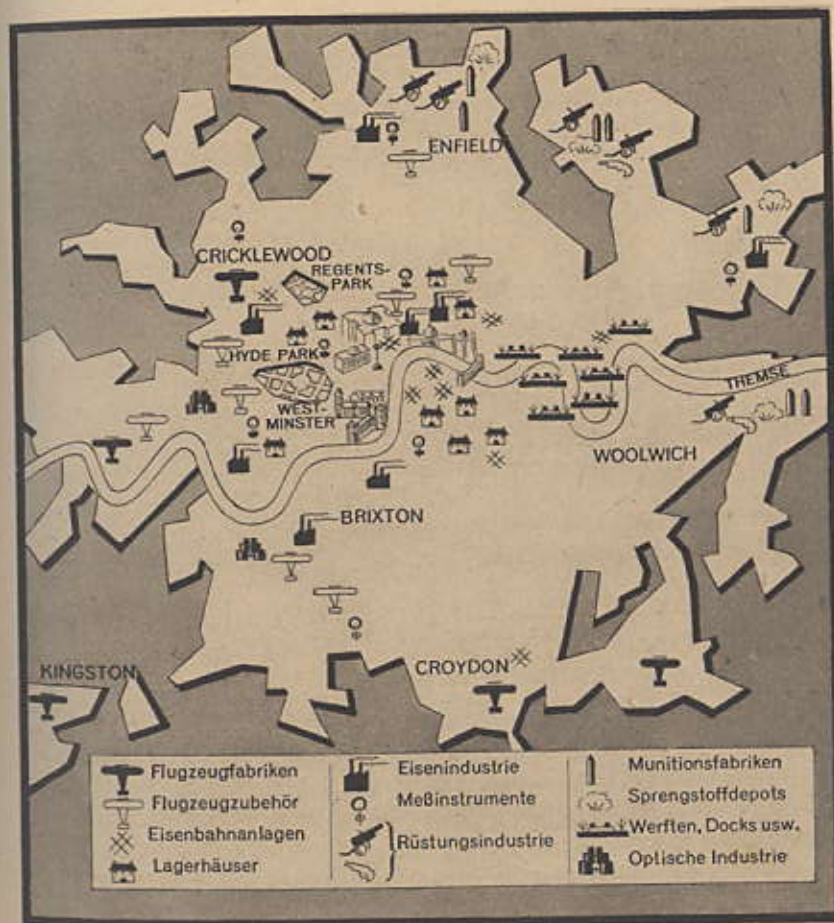 ENFIELD
CRICKLEWOOD
REGENTS-
PARK
HYDE PARK
WEST-
MINSTER
THEMSE
WOOLWICH
BRIXTON
KINGSTON
CROYDON
Flugzeugfabriken
Flugzeugzubehör
Eisenbahnanlagen
Lagerhäuser
Eisenindustrie
Meßinstrumente
Rüstungsindustrie
Munitionsfabriken
Sprengstoffdepots
Werften, Docks usw.
Optische Industrie